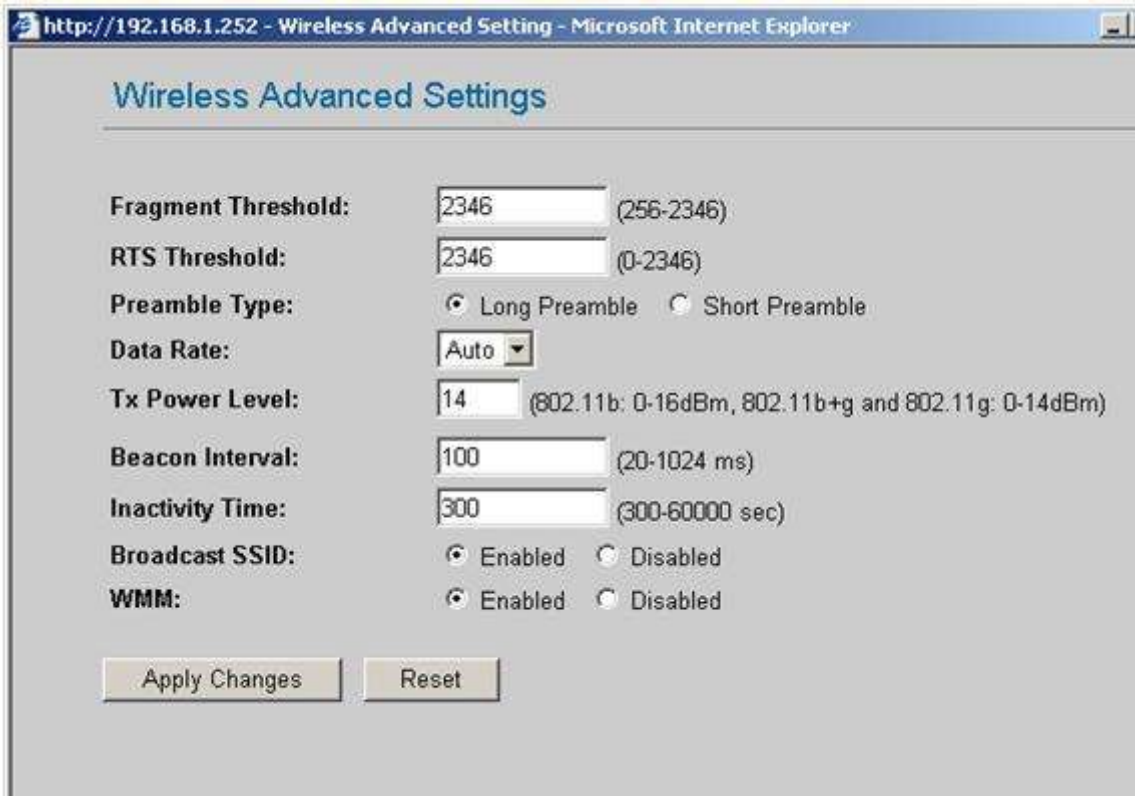 http://192.168.1.252 - Wireless Advanced Setting - Microsoft Internet Explorer
Wireless Advanced Settings
Fragment Threshold: 2346 (256-2346)
RTS Threshold: 2346 (0-2346)
Preamble Type: Long Preamble Short Preamble
Data Rate: Auto
Tx Power Level: 14 (802.11b: 0-16dBm, 802.11b+g and 802.11g: 0-14dBm)
Beacon Interval: 100 (20-1024 ms)
Inactivity Time: 300 (300-60000 sec)
Broadcast SSID: Enabled Disabled
WMM: Enabled Disabled
Apply Changes Reset